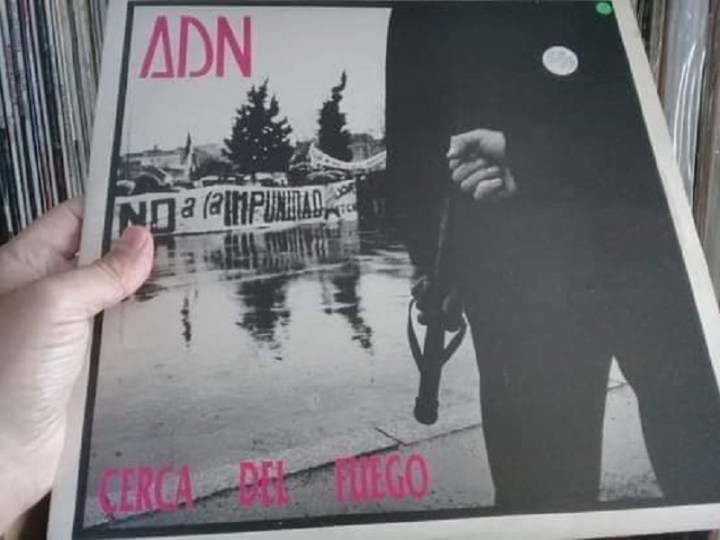 ADN
NO a la IMPUNIDAD
CERCA DEL FUEGO